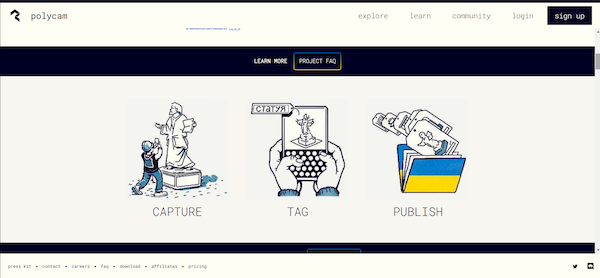 polycam
explore learn community login sign up
LEARN MORE PROJECT FAQ
статуя
CAPTURE TAG PUBLISH
press kit • contact • careers • faq • download • affiliates • pricing